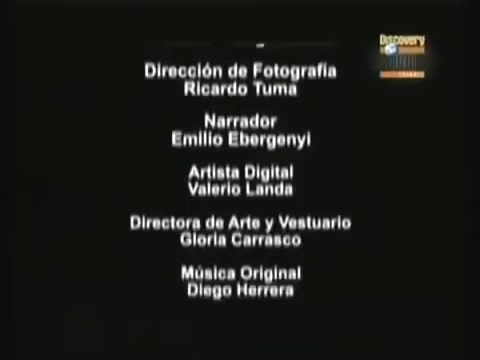 Discovery
Dirección de Fotografía
Ricardo Tuma
Narrador
Emilio Ebergenyi
Artista Digital
Valerio Landa
Directora de Arte y Vestuario
Gloria Carrasco
Música Original
Diego Herrera